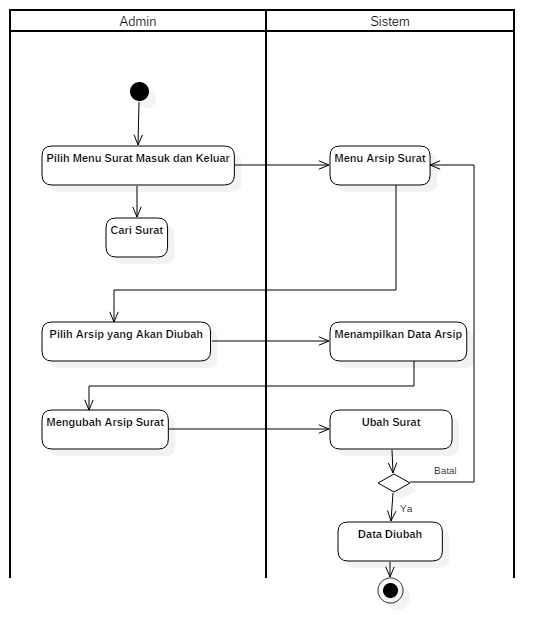 Admin
Sistem
Pilih Menu Surat Masuk dan Keluar
Menu Arsip Surat
Cari Surat
Pilih Arsip yang Akan Diubah
Menampilkan Data Arsip
Mengubah Arsip Surat
Ubah Surat
Batal
Ya
Data Diubah